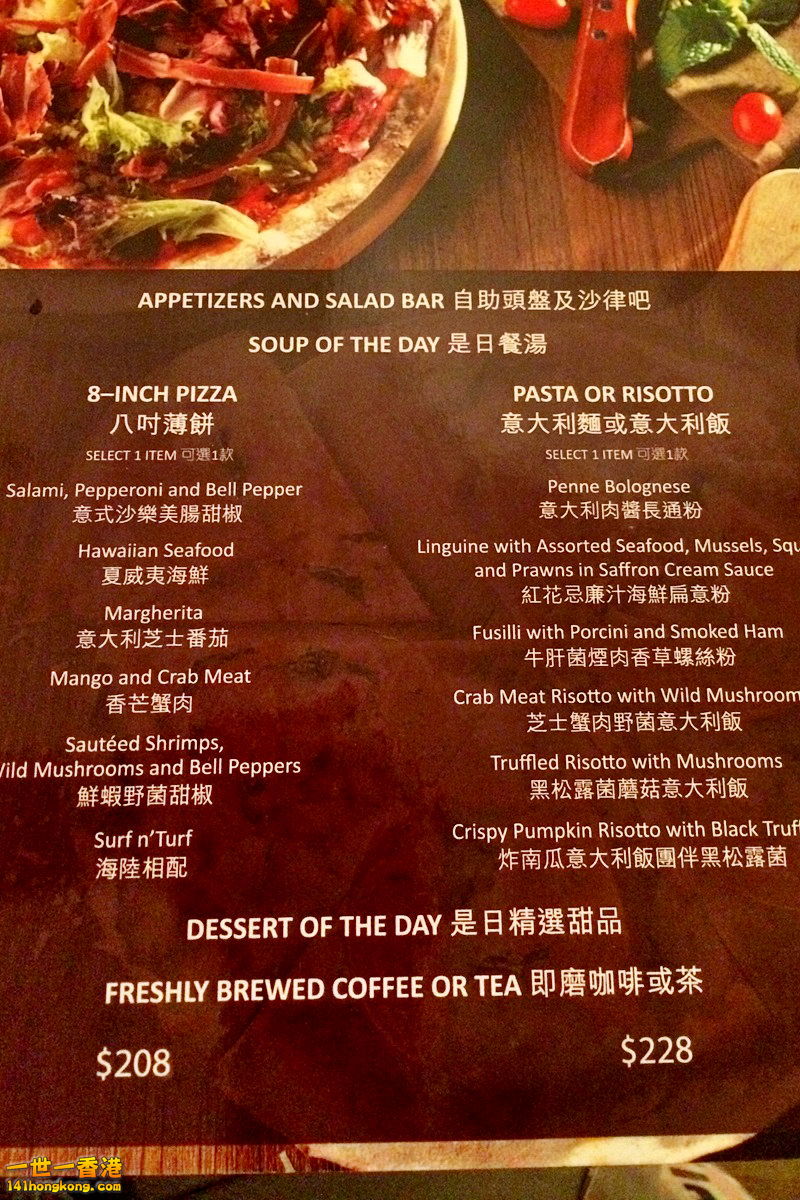 APPETIZERS AND SALAD BAR 自助頭盤及沙律吧
SOUP OF THE DAY 是日餐湯
8–INCH PIZZA
八吋薄餅
SELECT 1 ITEM 可選1款
Salami, Pepperoni and Bell Pepper
意式沙樂美腸甜椒
Hawaiian Seafood
夏威夷海鮮
Margherita
意大利芝士番茄
Mango and Crab Meat
香芒蟹肉
Sautéed Shrimps,
Mushrooms and Bell Peppers
鮮蝦野菌甜椒
Surf n'Turf
海陸相配
PASTA OR RISOTTO
意大利麵或意大利飯
SELECT 1 ITEM 可選1款
Penne Bolognese
意大利肉醬長通粉
Linguine with Assorted Seafood, Mussels,
and Prawns in Saffron Cream Sauce
紅花忌廉汁海鮮扁意粉
Fusilli with Porcini and Smoked Ham
牛肝菌煙肉香草螺絲粉
Crab Meat Risotto with Wild Mushroom
芝士蟹肉野菌意大利飯
Truffled Risotto with Mushrooms
黑松露菌蘑菇意大利飯
Crispy Pumpkin Risotto with Black
炸南瓜意大利飯團伴黑松露菌
DESSERT OF THE DAY 是日精選甜品
FRESHLY BREWED COFFEE OR TEA 即磨咖啡或茶
$208
$228
一世一香港
141hongkong.com